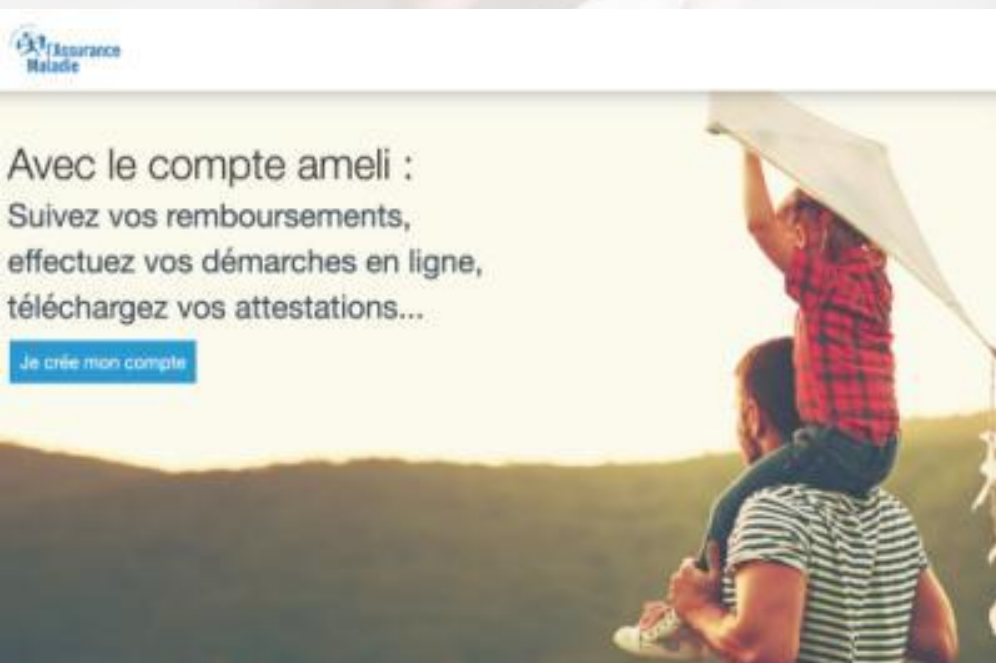 l'Assurance
Maladie
Avec le compte ameli :
Suivez vos remboursements,
effectuez vos démarches en ligne,
téléchargez vos attestations...
Je crée mon compte